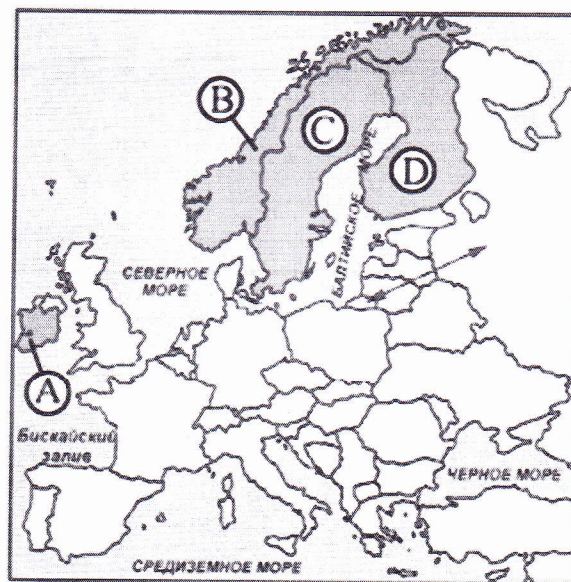 B
C
D
БАЛТИЙСКОЕ МОРЕ
СЕВЕРНОЕ
МОРЕ
A
Бискайский
залив
ЧЕРНОЕ МОРЕ
СРЕДИЗЕМНОЕ МОРЕ